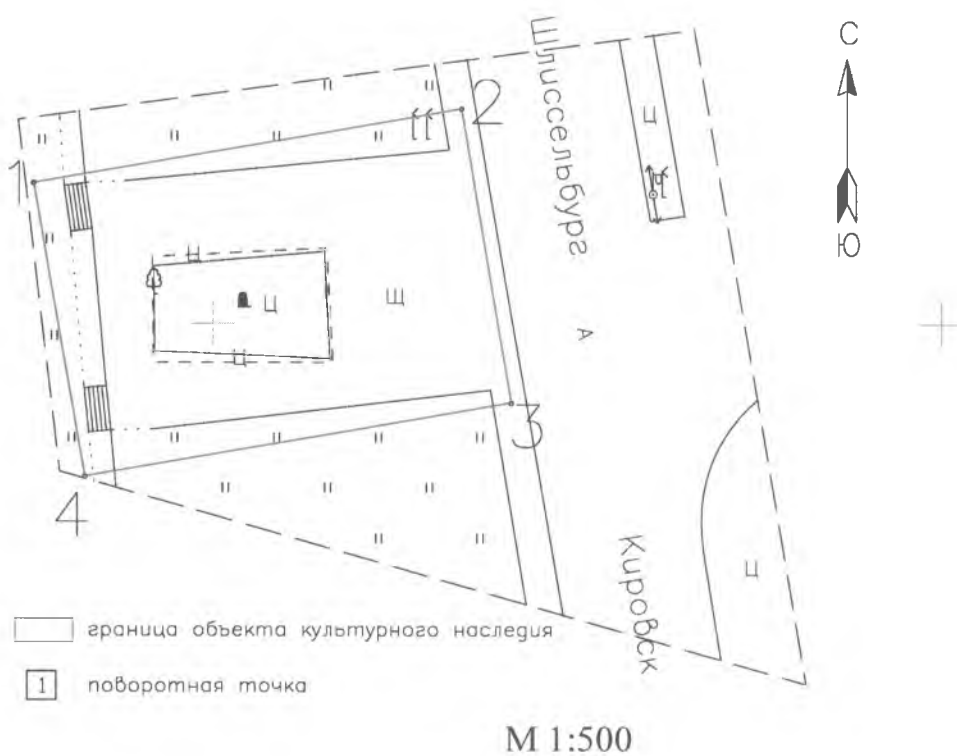 С
Ю
Шлиссельбург
2
1
Ц
Ц
Ц
Щ
А
Ц
3
4
Кировск
Ц
граница объекта культурного наследия
1 поворотная точка
М 1:500